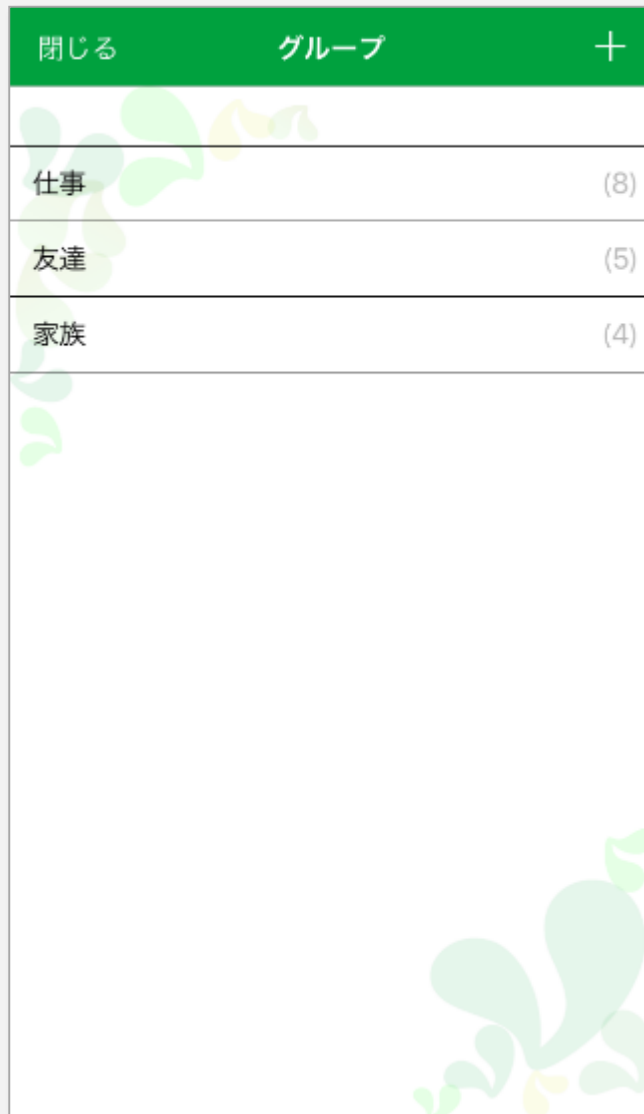 閉じる グループ ＋
仕事 (8)
友達 (5)
家族 (4)